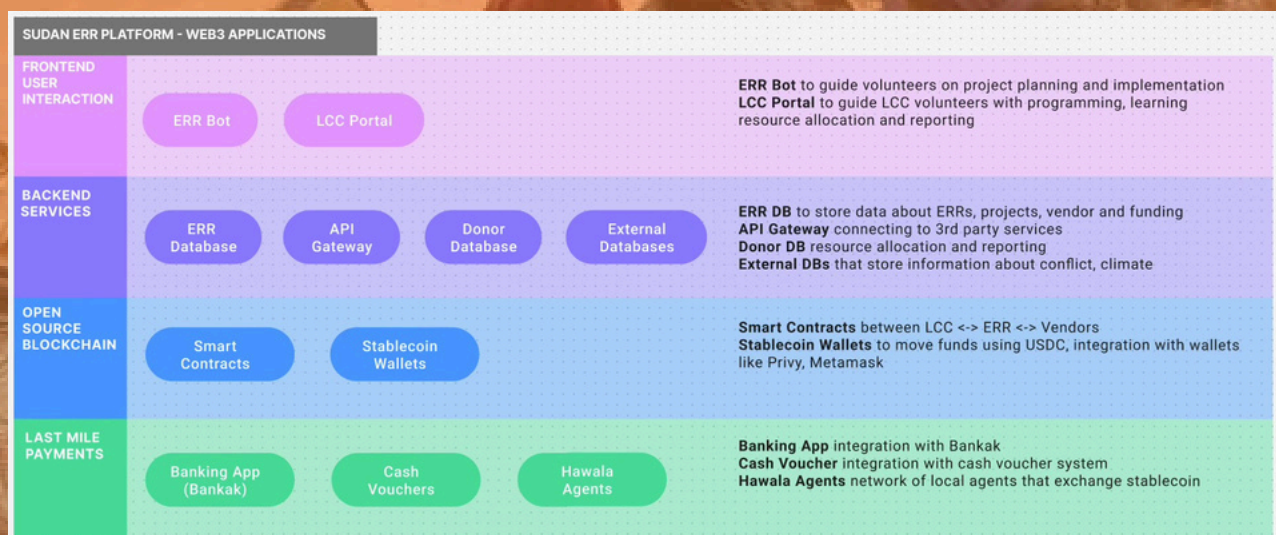 SUDAN ERR PLATFORM - WEB3 APPLICATIONS
FRONTEND
USER
INTERACTION
ERR Bot
LCC Portal
ERR Bot to guide volunteers on project planning and implementation
LCC Portal to guide LCC volunteers with programming, learning
resource allocation and reporting
BACKEND
SERVICES
ERR
Database
API
Gateway
Donor
Database
External
Databases
ERR DB to store data about ERRs, projects, vendor and funding
API Gateway connecting to 3rd party services
Donor DB resource allocation and reporting
External DBs that store information about conflict, climate
OPEN
SOURCE
BLOCKCHAIN
Smart
Contracts
Stablecoin
Wallets
Smart Contracts between LCC <-> ERR <-> Vendors
Stablecoin Wallets to move funds using USDC, integration with wallets
like Privy, Metamask
LAST MILE
PAYMENTS
Banking App
(Bankak)
Cash
Vouchers
Hawala
Agents
Banking App integration with Bankak
Cash Voucher integration with cash voucher system
Hawala Agents network of local agents that exchange stablecoin